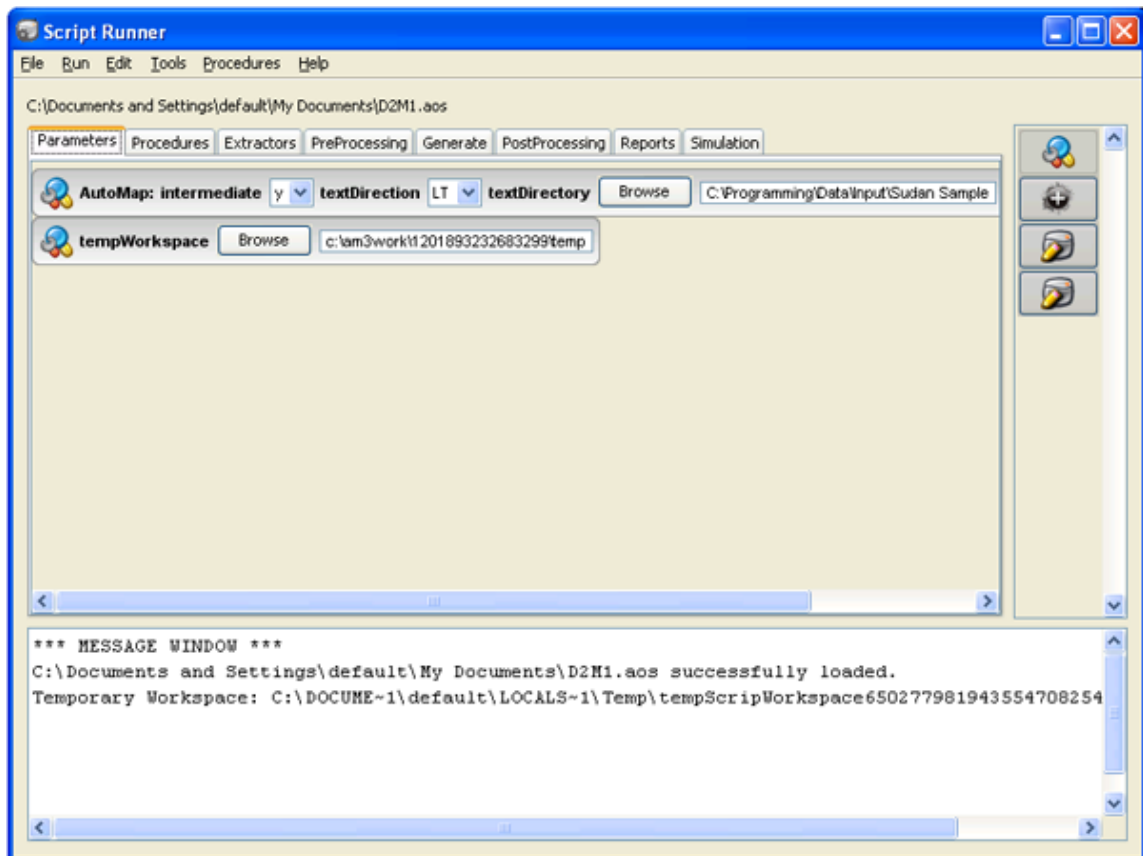 Script Runner
File Run Edit Tools Procedures Help
C:\Documents and Settings\default\My Documents\D2M1.aos
Parameters Procedures Extractors PreProcessing Generate PostProcessing Reports Simulation
AutoMap: intermediate y textDirection LT textDirectory Browse C:\Programming\Data\Input\Sudan Sample
tempWorkspace Browse c:\am3work\1201893232683299\temp
*** MESSAGE WINDOW ***
C:\Documents and Settings\default\My Documents\D2M1.aos successfully loaded.
Temporary Workspace: C:\DOCUME~1\default\LOCALS~1\Temp\tempScripWorkspace650277981943554708254